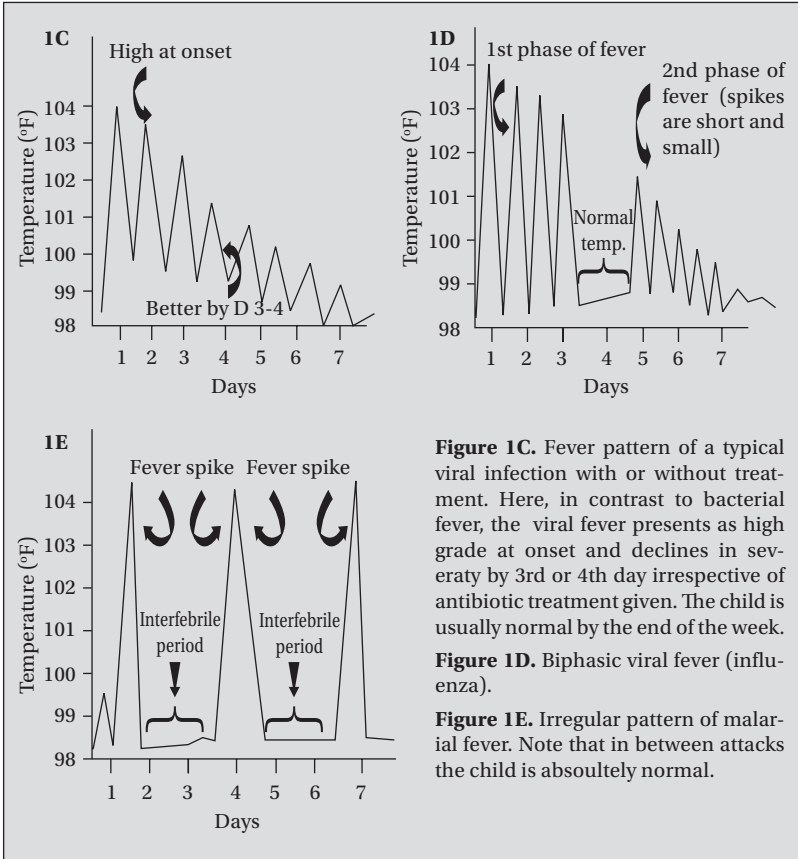 1C
High at onset
104
103
102
101
100
99
98
Temperature (oF)
Better by D 3-4
1 2 3 4 5 6 7
Days
1D
1st phase of fever
2nd phase of
fever (spikes
are short and
small)
104
103
102
101
100
99
98
Temperature (oF)
Normal
temp.
1 2 3 4 5 6 7
Days
1E
Fever spike Fever spike
104
103
102
101
100
99
98
Temperature (oF)
Interfebrile
period
Interfebrile
period
1 2 3 4 5 6 7
Days
Figure 1C. Fever pattern of a typical
viral infection with or without treat-
ment. Here, in contrast to bacterial
fever, the viral fever presents as high
grade at onset and declines in sev-
eraty by 3rd or 4th day irrespective of
antibiotic treatment given. The child is
usually normal by the end of the week.
Figure 1D. Biphasic viral fever (influ-
enza).
Figure 1E. Irregular pattern of malar-
ial fever. Note that in between attacks
the child is absoultely normal.